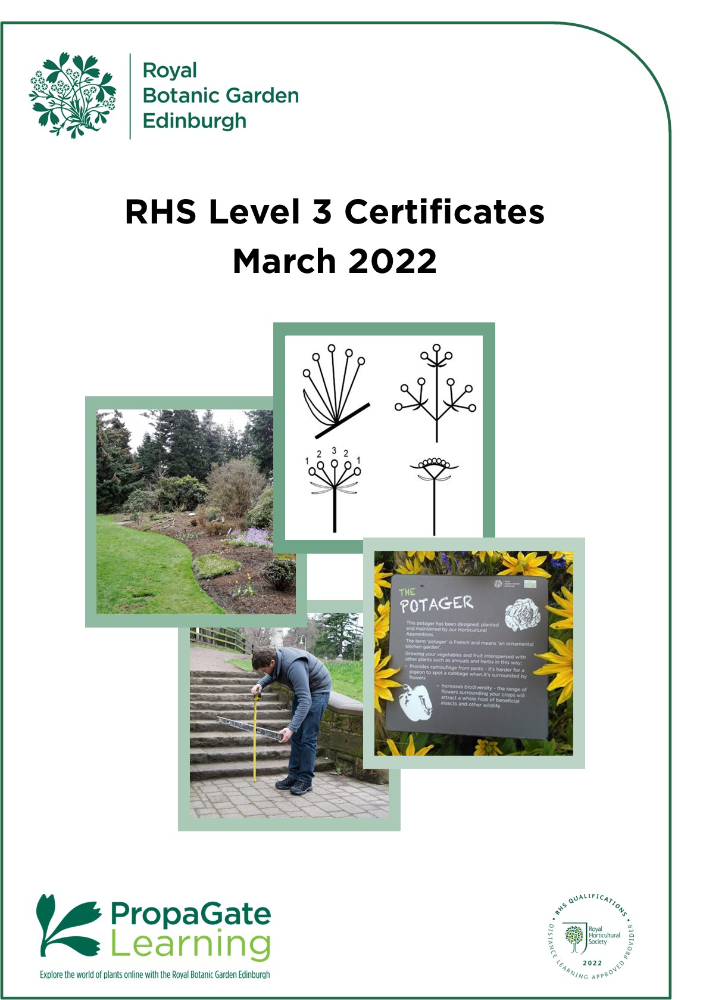 Royal
Botanic Garden
Edinburgh
RHS Level 3 Certificates
March 2022
1 2 3 2 1
Royal
Botanic Garden
Edinburgh
THE
POTAGER
This potager has been designed, planted
and maintained by our Horticultural
Apprentices.
The term 'potager' is French and means 'an ornamental
kitchen garden'.
Growing your vegetables and fruit interspersed with
other plants such as annuals and herbs in this way;
– Provides camouflage from pests - it's harder for a
pigeon to spot a cabbage when it's surrounded by
flowers
– Increases biodiversity - the range of
flowers surrounding your crops will
attract a whole host of beneficial
insects and other wildlife
PropaGate
Learning
Explore the world of plants online with the Royal Botanic Garden Edinburgh
• RHS QUALIFICATIONS •
Royal
Horticultural
Society
2022
DISTANCE LEARNING APPROVED PROVIDER